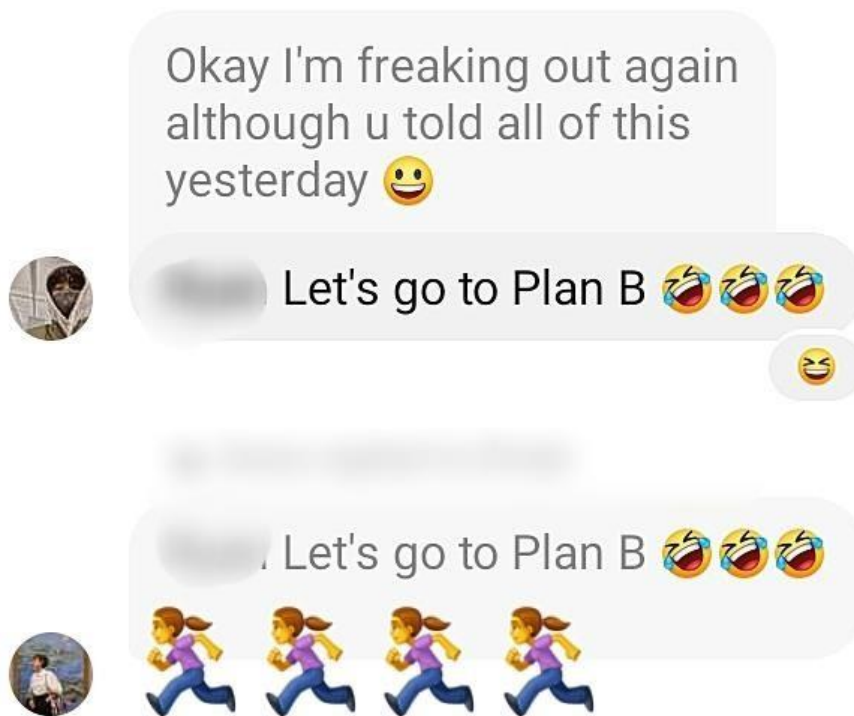 Okay I'm freaking out again
although u told all of this
yesterday 😀
Let's go to Plan B 🤣🤣🤣
😆
Let's go to Plan B 🤣🤣🤣
🏃‍♀️ 🏃‍♀️ 🏃‍♀️ 🏃‍♀️